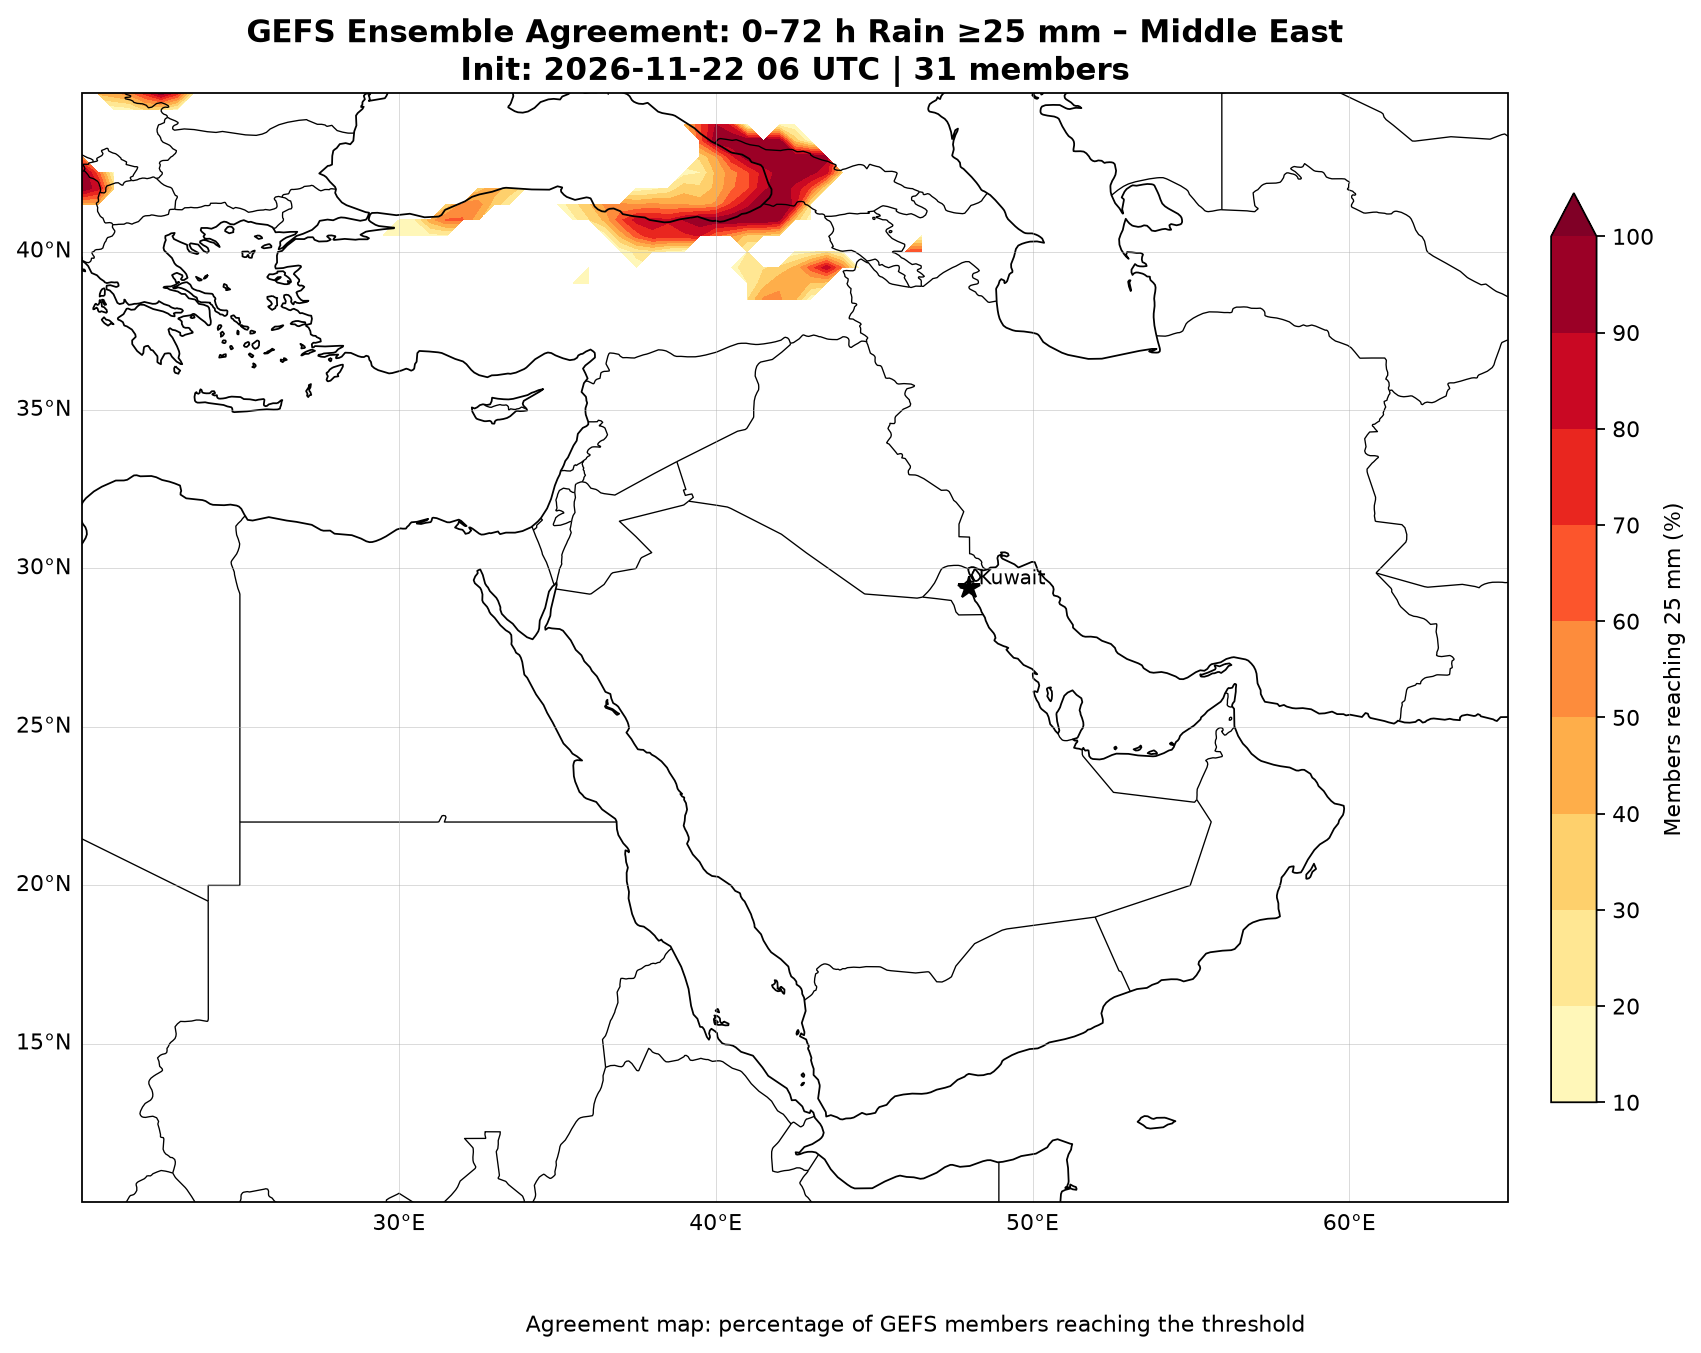 GEFS Ensemble Agreement: 0–72 h Rain ≥25 mm – Middle East
Init: 2026-11-22 06 UTC | 31 members
40°N
35°N
30°N
25°N
20°N
15°N
30°E
40°E
50°E
60°E
Kuwait
100
90
80
70
60
50
40
30
20
10
Members reaching 25 mm (%)
Agreement map: percentage of GEFS members reaching the threshold